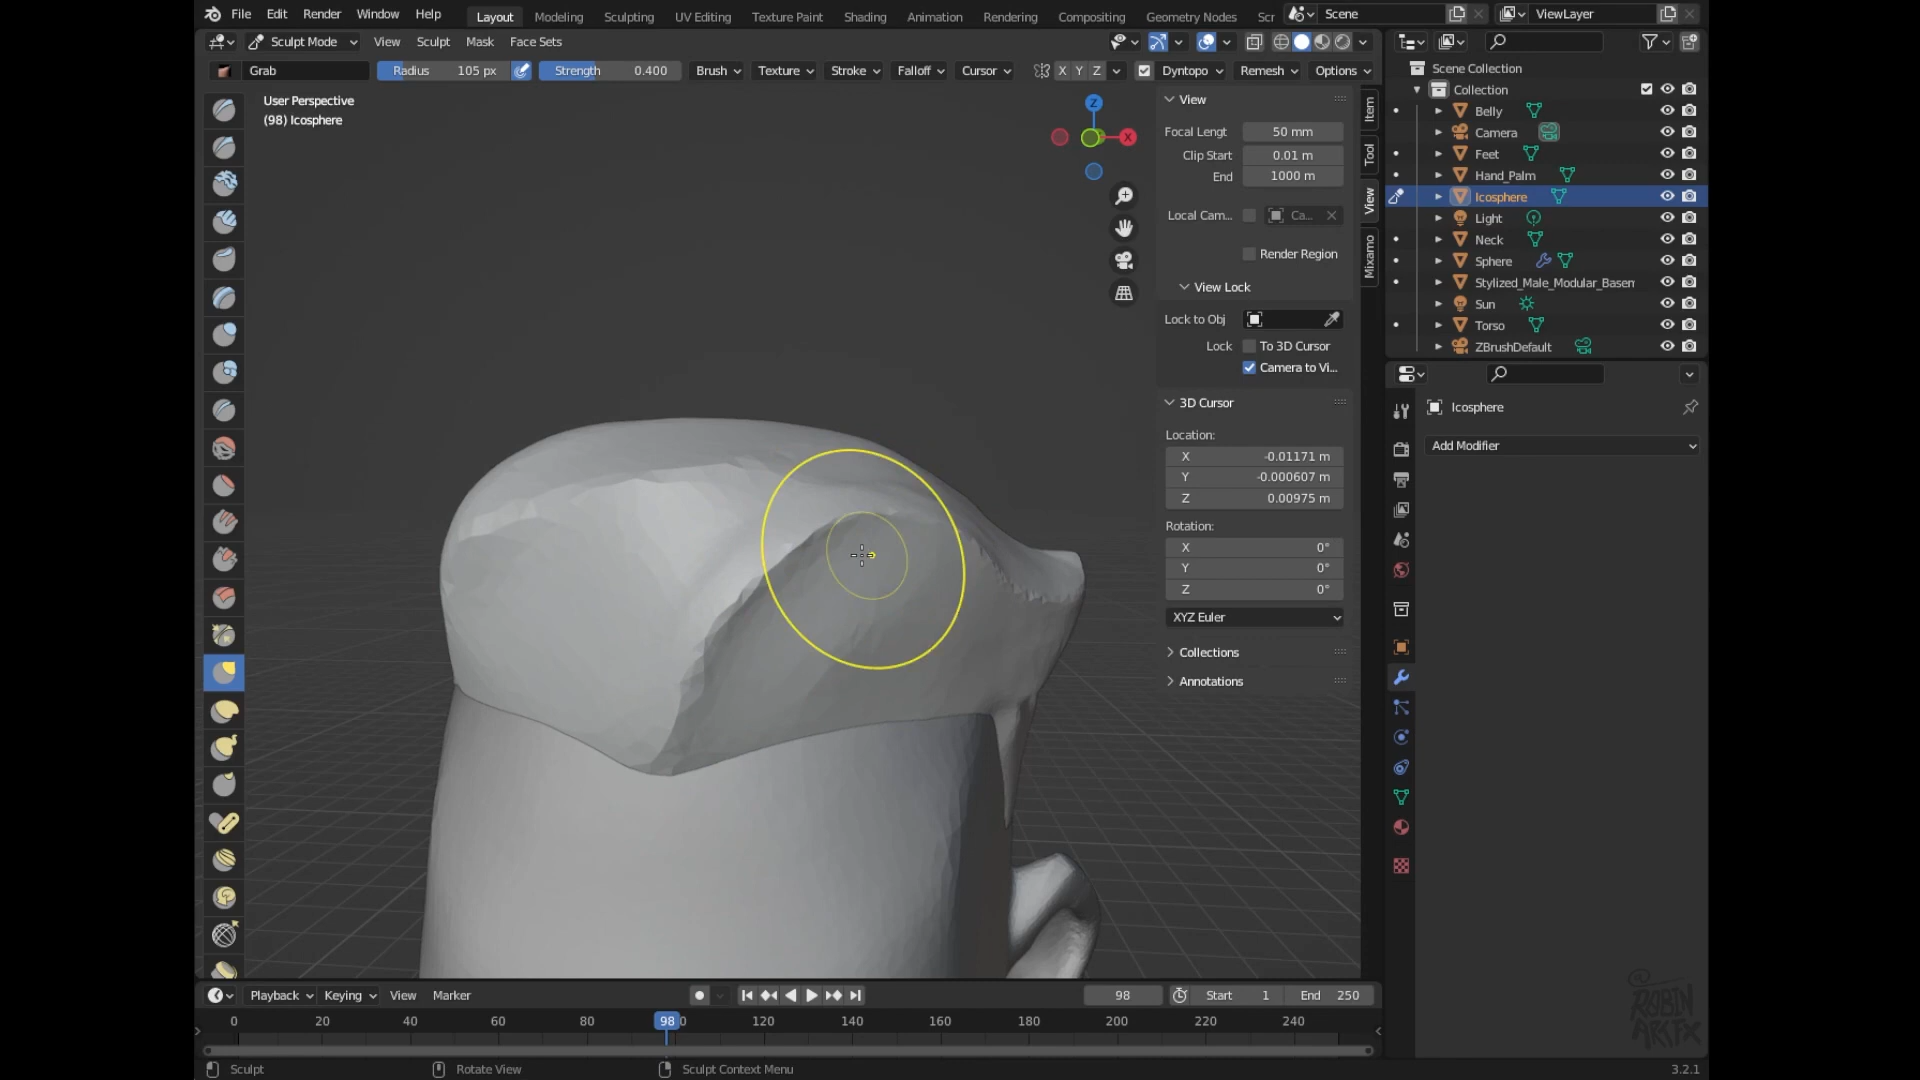 File Edit Render Window Help Layout Modeling Sculpting UV Editing Texture Paint Shading Animation Rendering Compositing Geometry Nodes Scr Scene ViewLayer
Sculpt Mode View Sculpt Mask Face Sets
Grab Radius 105 px Strength 0.400 Brush Texture Stroke Falloff Cursor X Y Z Dyntopo Remesh Options
User Perspective
(98) Icosphere
Z
X
View
Focal Lengt 50 mm
Clip Start 0.01 m
End 1000 m
Local Cam... Ca...
Render Region
View Lock
Lock to Obj
Lock To 3D Cursor
Camera to Vi...
3D Cursor
Location:
X -0.01171 m
Y -0.000607 m
Z 0.00975 m
Rotation:
X 0°
Y 0°
Z 0°
XYZ Euler
Collections
Annotations
Item
Tool
View
Mixamo
Scene Collection
Collection
Belly
Camera
Feet
Hand_Palm
Icosphere
Light
Neck
Sphere
Stylized_Male_Modular_Basem
Sun
Torso
ZBrushDefault
Icosphere
Add Modifier
Playback Keying View Marker 98 Start 1 End 250
0 20 40 60 80 98 0 120 140 160 180 200 220 240
Sculpt Rotate View Sculpt Context Menu 3.2.1
@
ROBIN
ARTFX